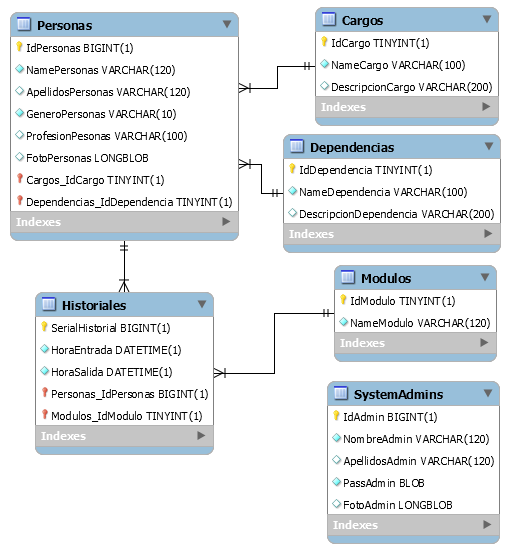 Personas
IdPersonas BIGINT(1)
NamePersonas VARCHAR(120)
ApellidosPersonas VARCHAR(120)
GeneroPersonas VARCHAR(10)
ProfesionPesonas VARCHAR(100)
FotoPersonas LONGBLOB
Cargos_IdCargo TINYINT(1)
Dependencias_IdDependencia TINYINT(1)
Indexes
Cargos
IdCargo TINYINT(1)
NameCargo VARCHAR(100)
DescripcionCargo VARCHAR(200)
Indexes
Dependencias
IdDependencia TINYINT(1)
NameDependencia VARCHAR(100)
DescripcionDependencia VARCHAR(200)
Indexes
Historiales
SerialHistorial BIGINT(1)
HoraEntrada DATETIME(1)
HoraSalida DATETIME(1)
Personas_IdPersonas BIGINT(1)
Modulos_IdModulo TINYINT(1)
Indexes
Modulos
IdModulo TINYINT(1)
NameModulo VARCHAR(120)
Indexes
SystemAdmins
IdAdmin BIGINT(1)
NombreAdmin VARCHAR(120)
ApellidosAdmin VARCHAR(120)
PassAdmin BLOB
FotoAdmin LONGBLOB
Indexes